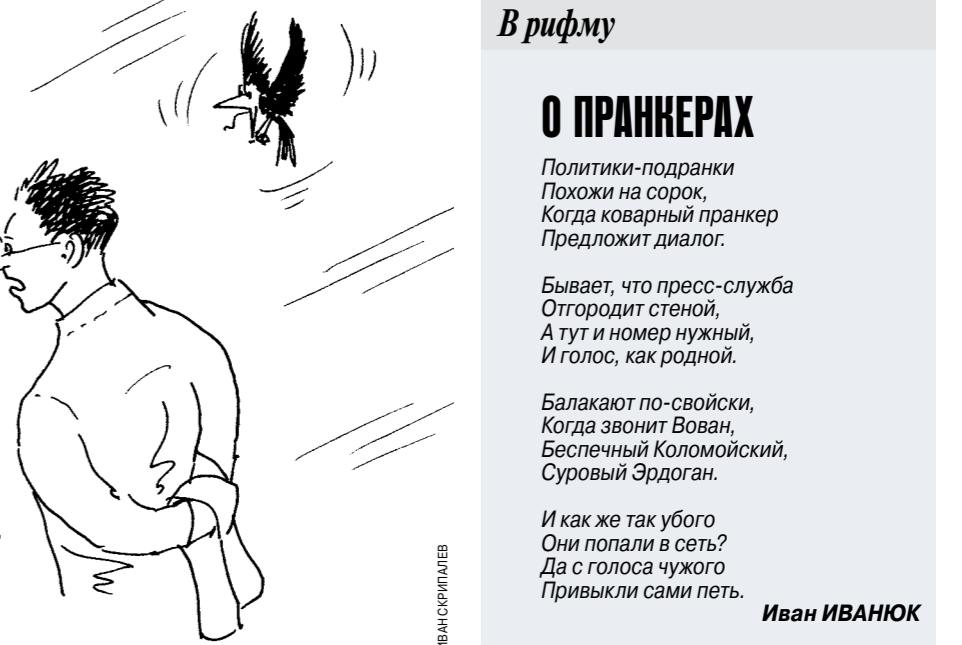 В рифму
О ПРАНКЕРАХ
Политики-подранки
Похожи на сорок,
Когда коварный пранкер
Предложит диалог.
Бывает, что пресс-служба
Отгородит стеной,
А тут и номер нужный,
И голос, как родной.
Балакают по-свойски,
Когда звонит Вован,
Беспечный Коломойский,
Суровый Эрдоган.
И как же так убого
Они попали в сеть?
Да с голоса чужого
Привыкли сами петь.
Иван ИВАНЮК
ИВАН СКРИПАЛЕВ